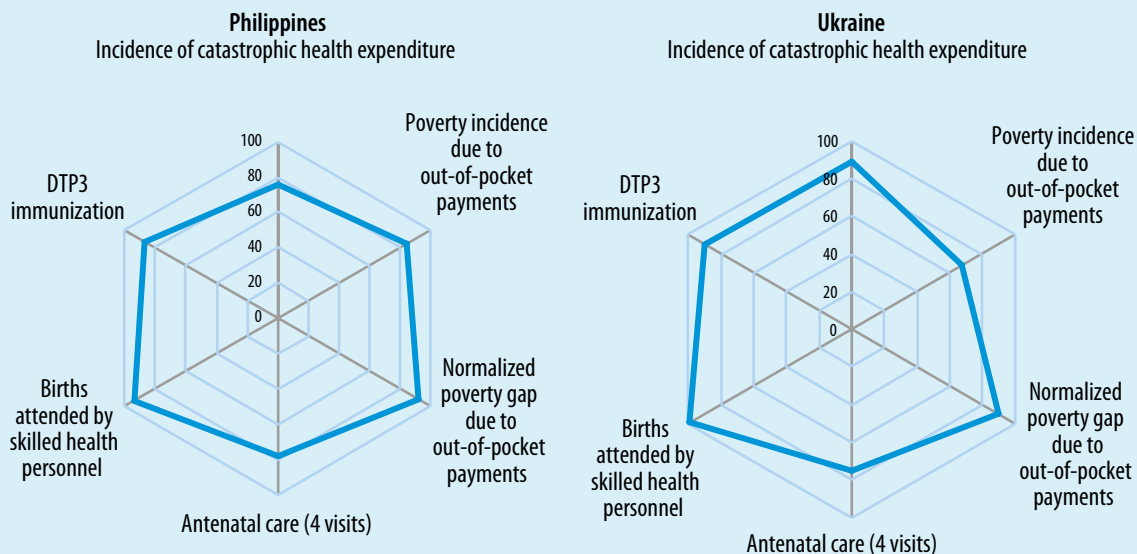 Philippines
Incidence of catastrophic health expenditure
100
80
60
40
20
0
Poverty incidence
due to
out-of-pocket
payments
Normalized
poverty gap
due to
out-of-pocket
payments
Antenatal care (4 visits)
Births
attended by
skilled health
personnel
DTP3
immunization
Ukraine
Incidence of catastrophic health expenditure
100
80
60
40
20
0
Poverty incidence
due to
out-of-pocket
payments
Normalized
poverty gap
due to
out-of-pocket
payments
Antenatal care (4 visits)
Births
attended by
skilled health
personnel
DTP3
immunization